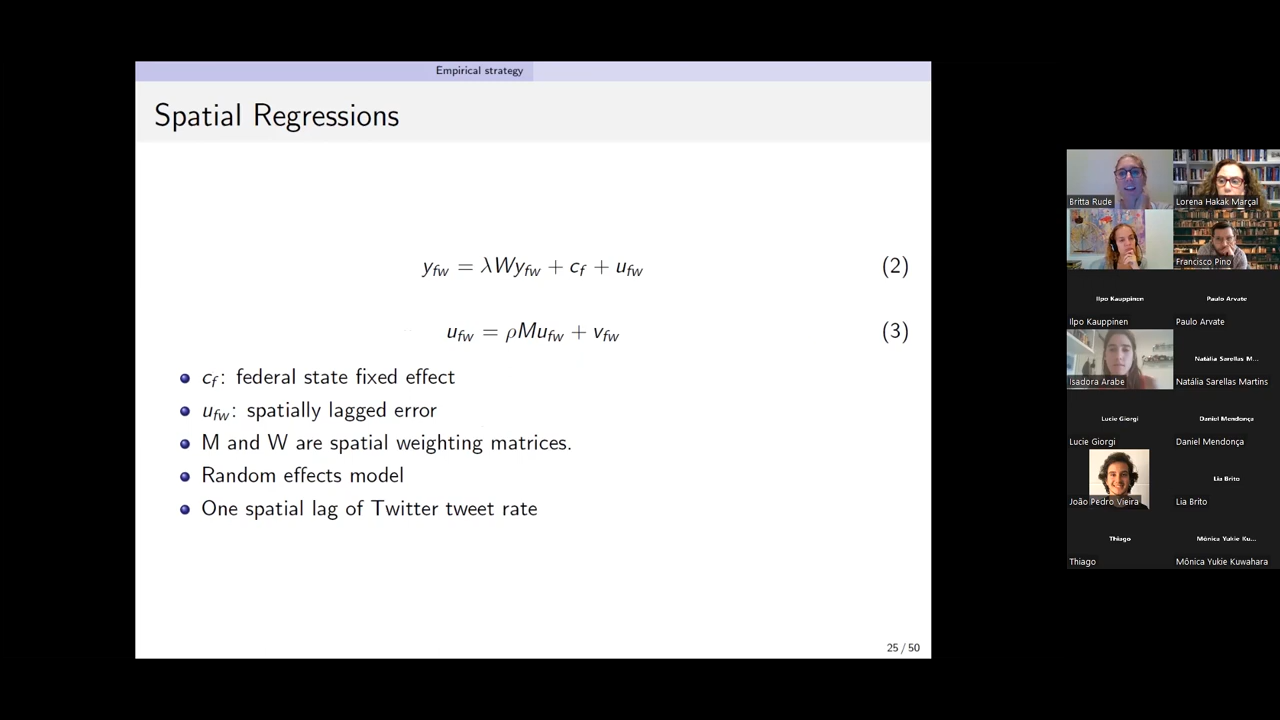 Empirical strategy
Spatial Regressions
y_fw = λWy_fw + c_f + u_fw (2)
u_fw = ρMu_fw + v_fw (3)
c_f: federal state fixed effect
u_fw: spatially lagged error
M and W are spatial weighting matrices.
Random effects model
One spatial lag of Twitter tweet rate
25 / 50
Britta Rude
Lorena Hakak Marçal
Francisco Pino
Ilpo Kauppinen
Ilpo Kauppinen
Paulo Arvate
Paulo Arvate
Isadora Arabe
Natália Sarellas M...
Natália Sarellas Martins
Lucie Giorgi
Lucie Giorgi
Daniel Mendonça
Daniel Mendonça
João Pedro Vieira
Lia Brito
Lia Brito
Thiago
Thiago
Mônica Yukie Ku...
Mônica Yukie Kuwahara